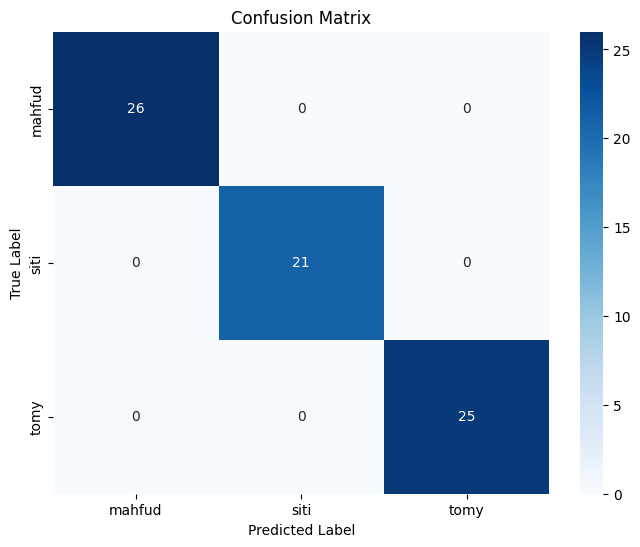 Confusion Matrix
True Label
mahfud
26 0 0
siti
0 21 0
tomy
0 0 25
mahfud siti tomy
Predicted Label
25
20
15
10
5
0